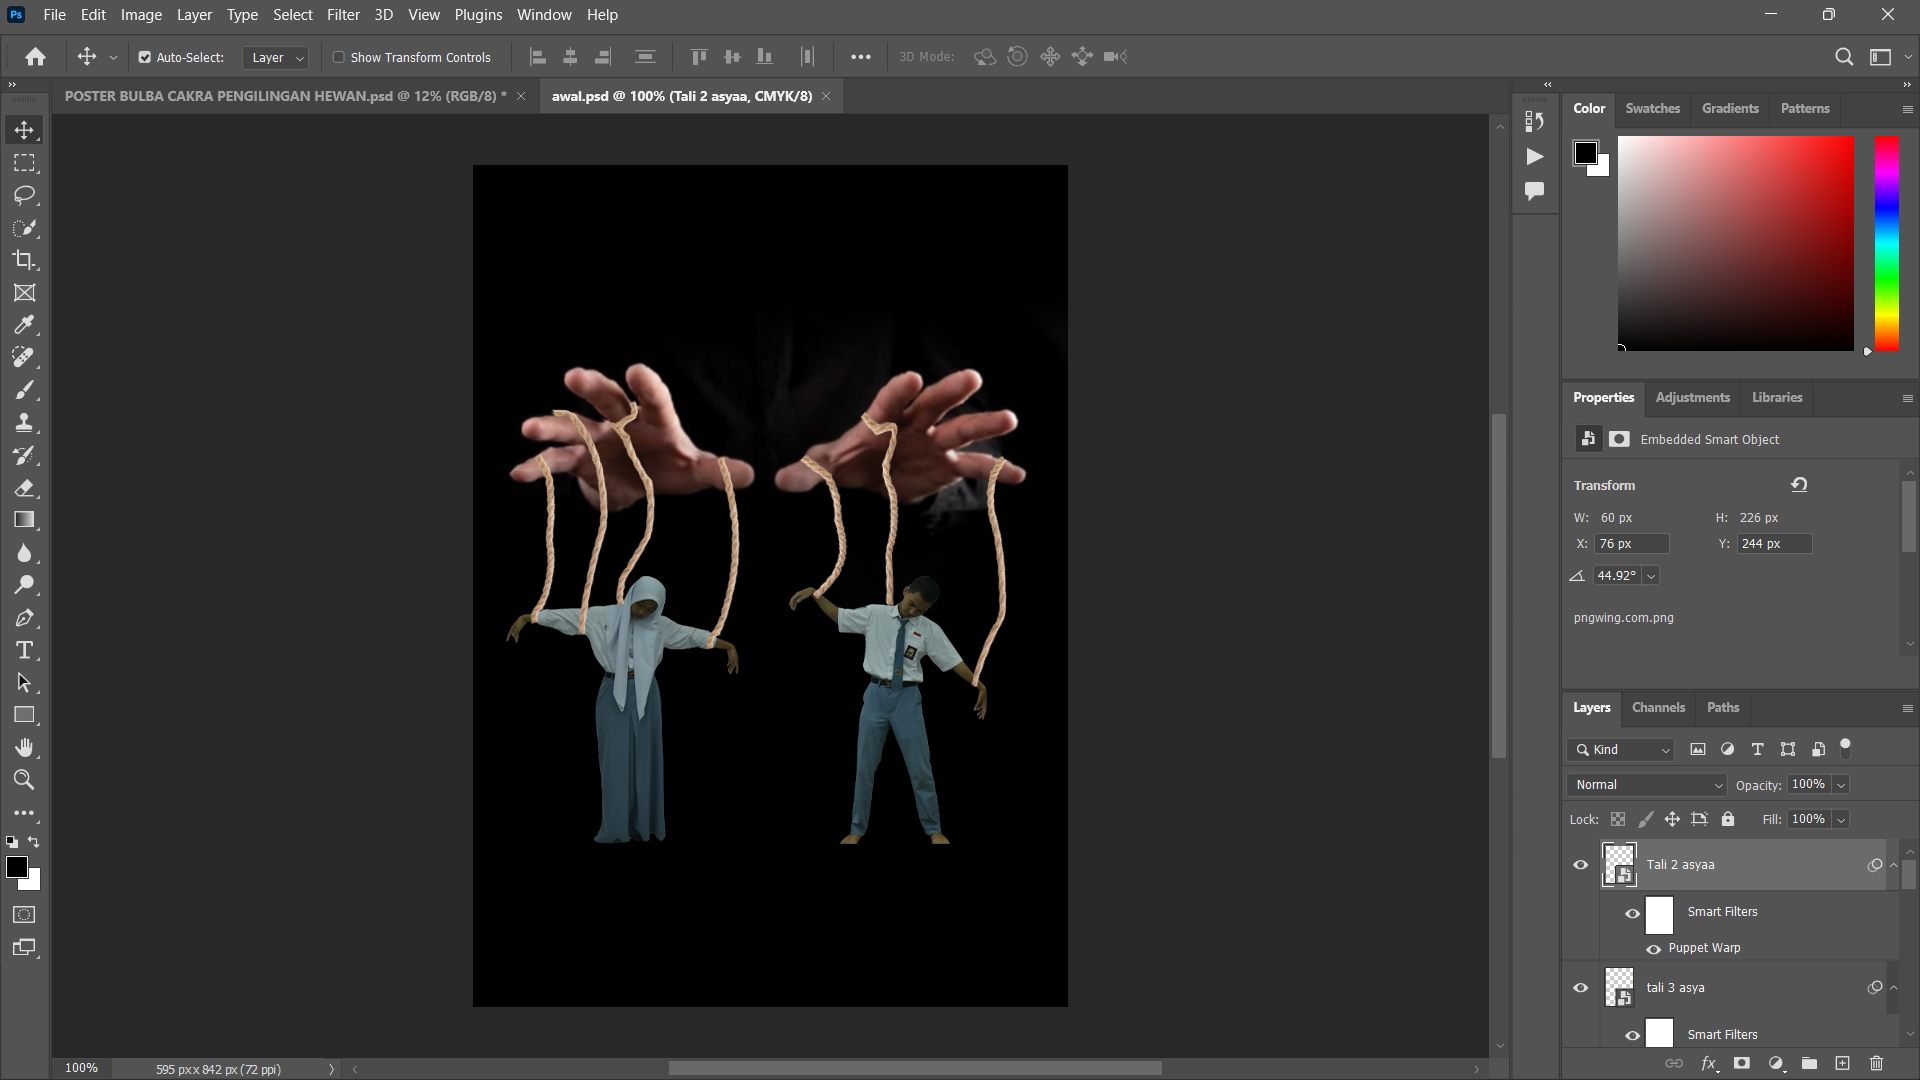 Ps File Edit Image Layer Type Select Filter 3D View Plugins Window Help
Auto-Select: Layer Show Transform Controls 3D Mode:
POSTER BULBA CAKRA PENGILINGAN HEWAN.psd @ 12% (RGB/8) *
awal.psd @ 100% (Tali 2 asyaa, CMYK/8)
Color Swatches Gradients Patterns
Properties Adjustments Libraries
Embedded Smart Object
Transform
W: 60 px H: 226 px
X: 76 px Y: 244 px
44.92°
pngwing.com.png
Layers Channels Paths
Kind
Normal Opacity: 100%
Lock: Fill: 100%
Tali 2 asyaa
Smart Filters
Puppet Warp
tali 3 asya
Smart Filters
fx
100% 595 px x 842 px (72 ppi)